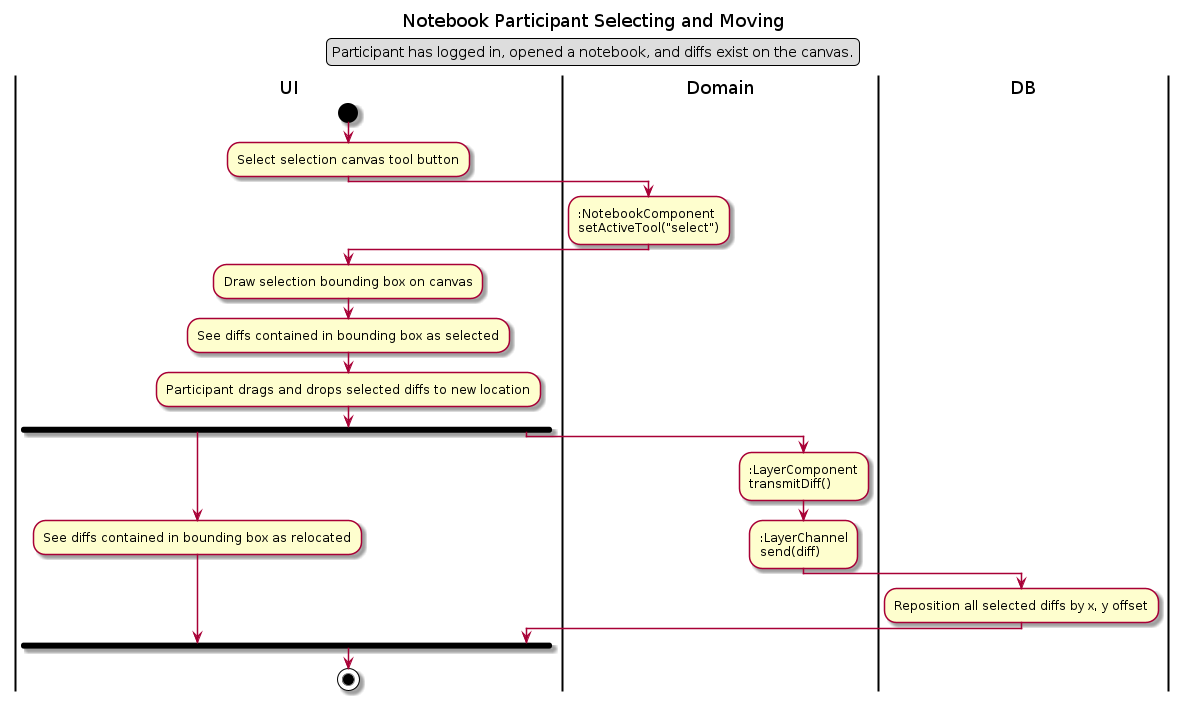 Notebook Participant Selecting and Moving
Participant has logged in, opened a notebook, and diffs exist on the canvas.
UI
Domain
DB
Select selection canvas tool button
:NotebookComponent
setActiveTool("select")
Draw selection bounding box on canvas
See diffs contained in bounding box as selected
Participant drags and drops selected diffs to new location
:LayerComponent
transmitDiff()
See diffs contained in bounding box as relocated
:LayerChannel
send(diff)
Reposition all selected diffs by x, y offset